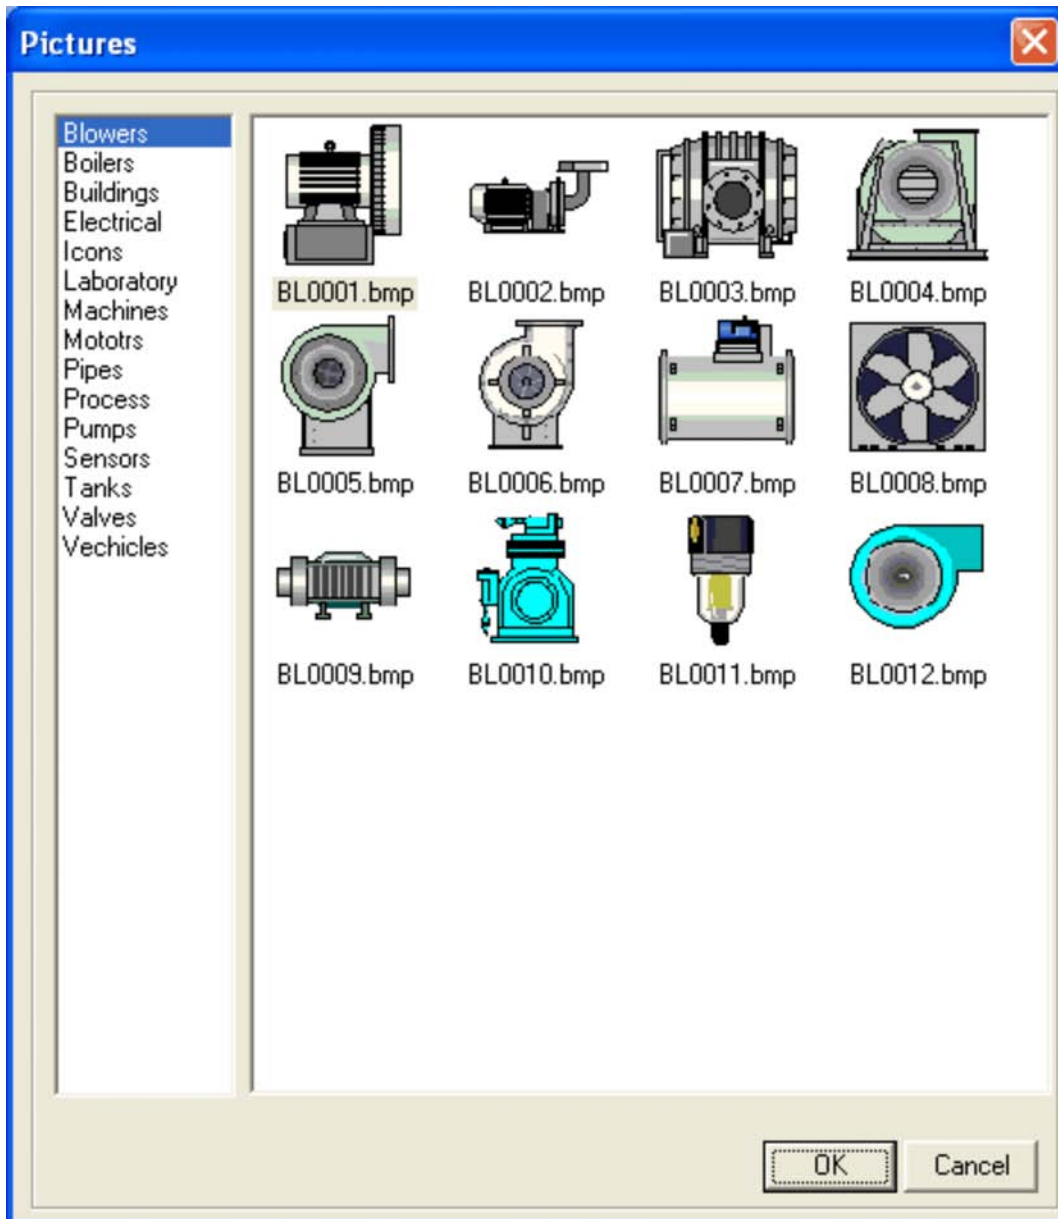 Pictures
Blowers
Boilers
Buildings
Electrical
Icons
Laboratory
Machines
Mototrs
Pipes
Process
Pumps
Sensors
Tanks
Valves
Vechicles
BL0001.bmp BL0002.bmp BL0003.bmp BL0004.bmp
BL0005.bmp BL0006.bmp BL0007.bmp BL0008.bmp
BL0009.bmp BL0010.bmp BL0011.bmp BL0012.bmp
OK Cancel